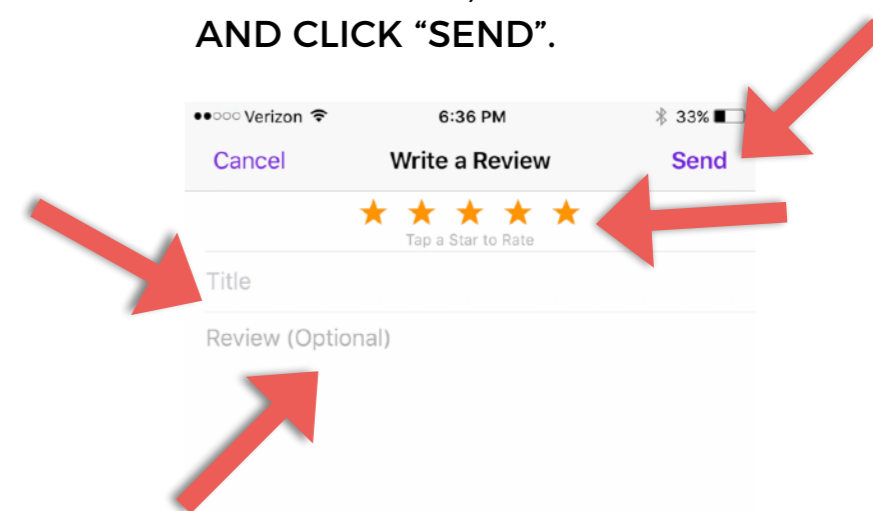 AND CLICK “SEND”.
Verizon 6:36 PM 33%
Cancel Write a Review Send
Tap a Star to Rate
Title
Review (Optional)